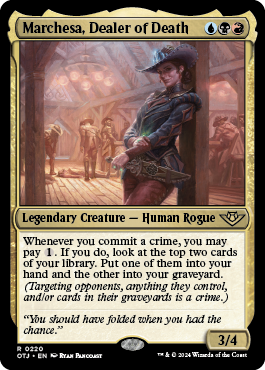 Marchesa, Dealer of Death
Legendary Creature — Human Rogue
Whenever you commit a crime, you may
pay 1. If you do, look at the top two cards
of your library. Put one of them into your
hand and the other into your graveyard.
(Targeting opponents, anything they control,
and/or cards in their graveyards is a crime.)
“You should have folded when you had the
chance.”
3/4
R 0220
OTJ • EN Ryan Pancoast
™ & © 2024 Wizards of the Coast